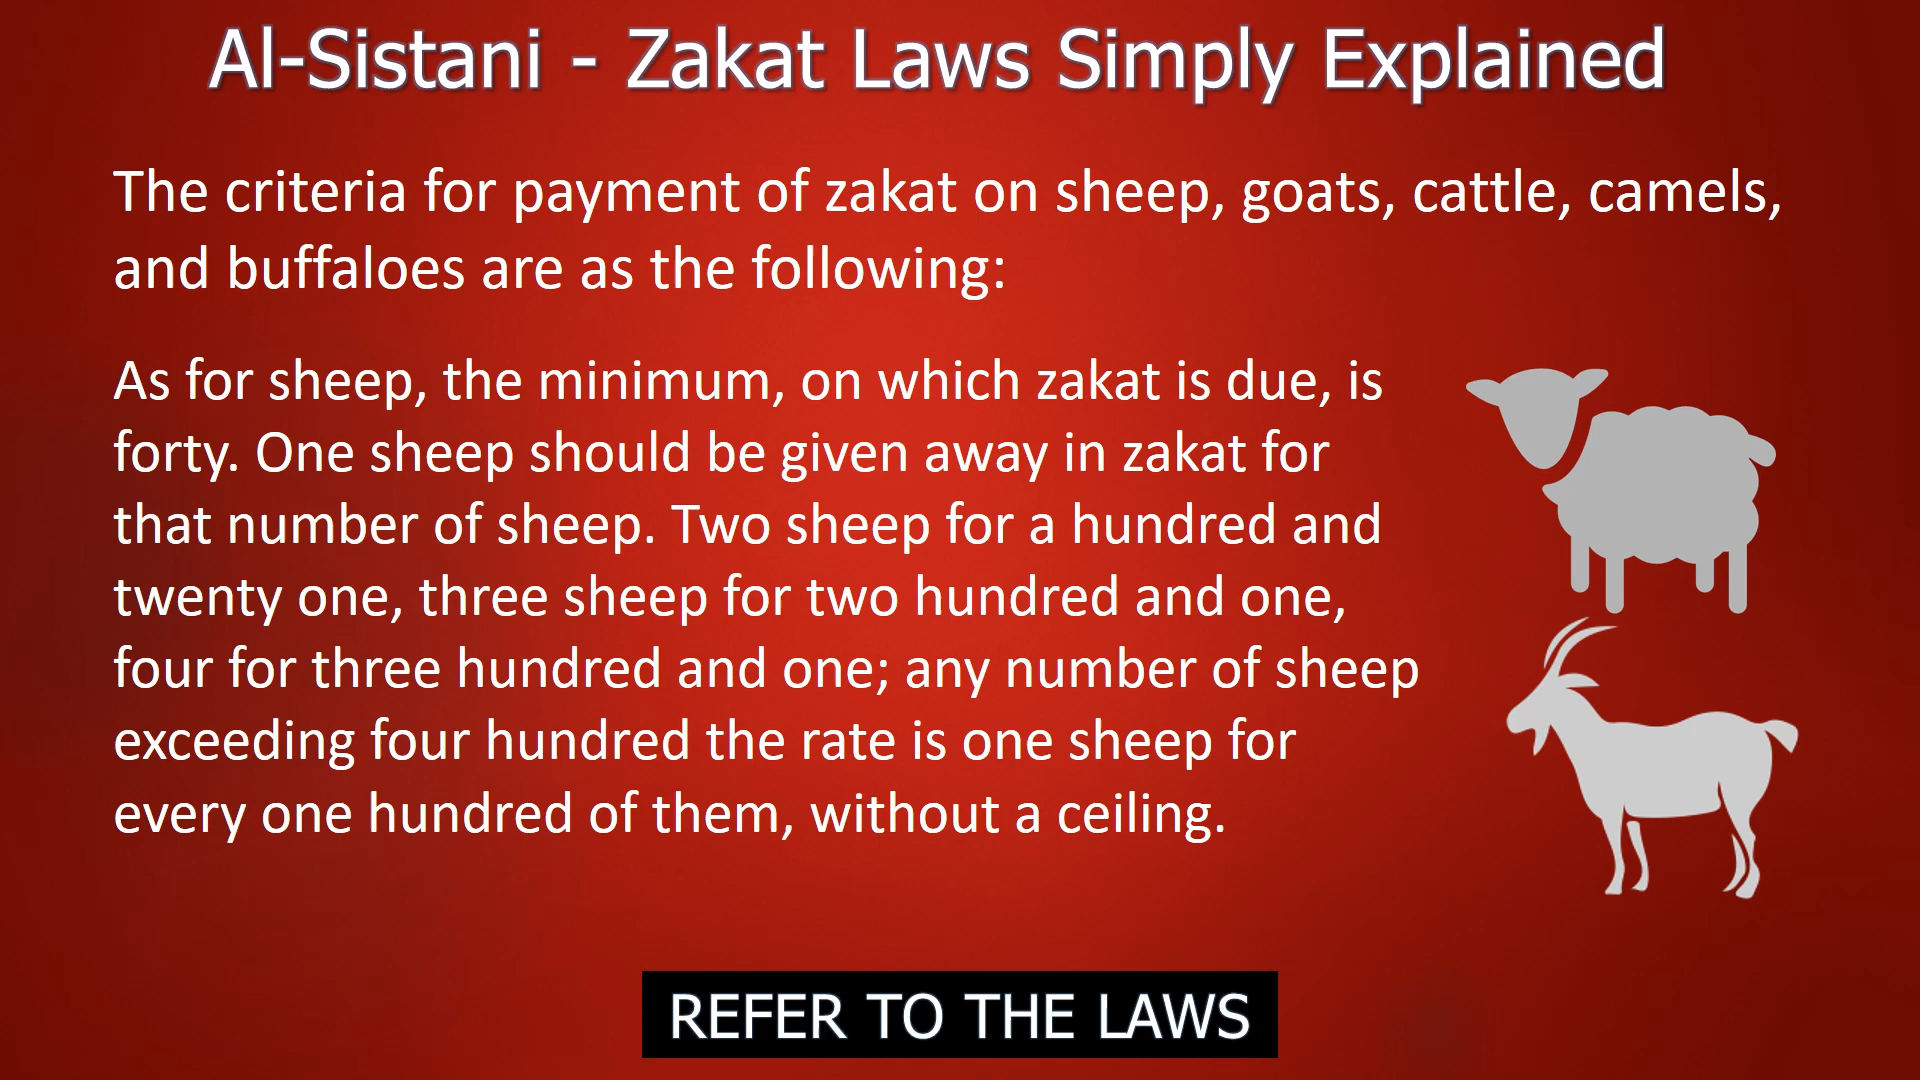 Al-Sistani - Zakat Laws Simply Explained
The criteria for payment of zakat on sheep, goats, cattle, camels,
and buffaloes are as the following:
As for sheep, the minimum, on which zakat is due, is
forty. One sheep should be given away in zakat for
that number of sheep. Two sheep for a hundred and
twenty one, three sheep for two hundred and one,
four for three hundred and one; any number of sheep
exceeding four hundred the rate is one sheep for
every one hundred of them, without a ceiling.
REFER TO THE LAWS